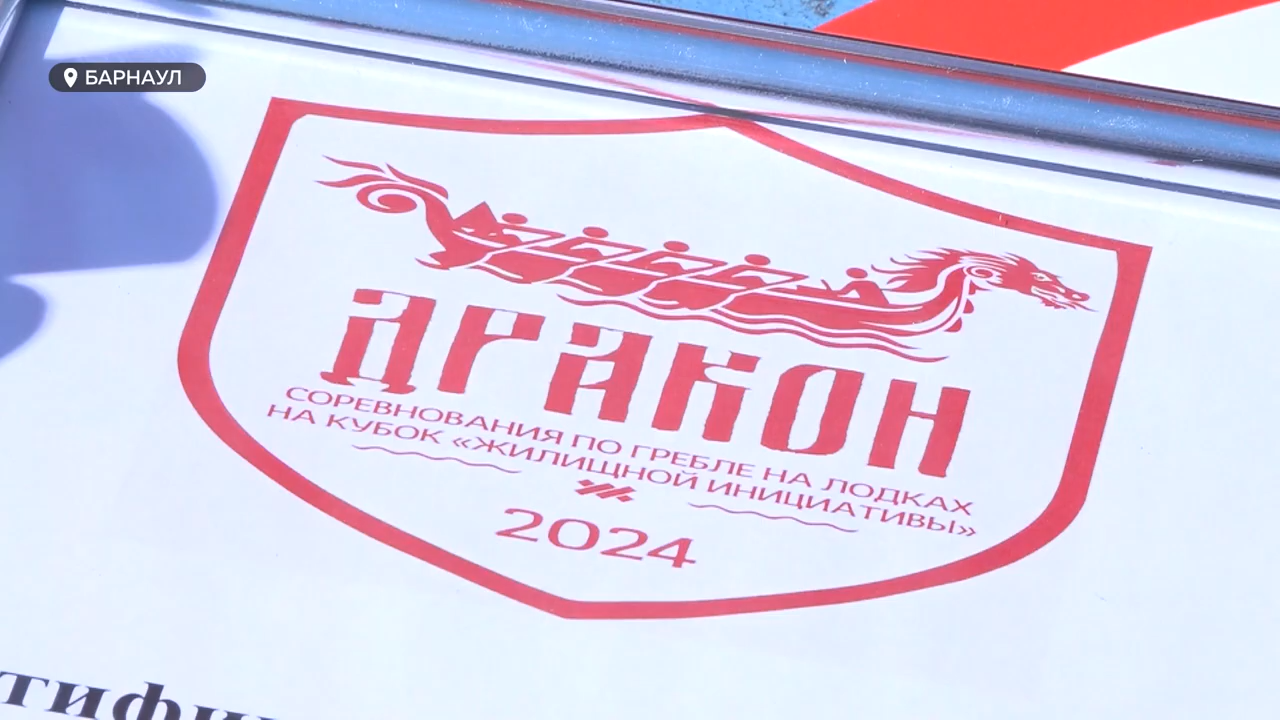 БАРНАУЛ
ДРАКОН
СОРЕВНОВАНИЯ ПО ГРЕБЛЕ НА ЛОДКАХ
НА КУБОК «ЖИЛИЩНОЙ ИНИЦИАТИВЫ»
2024